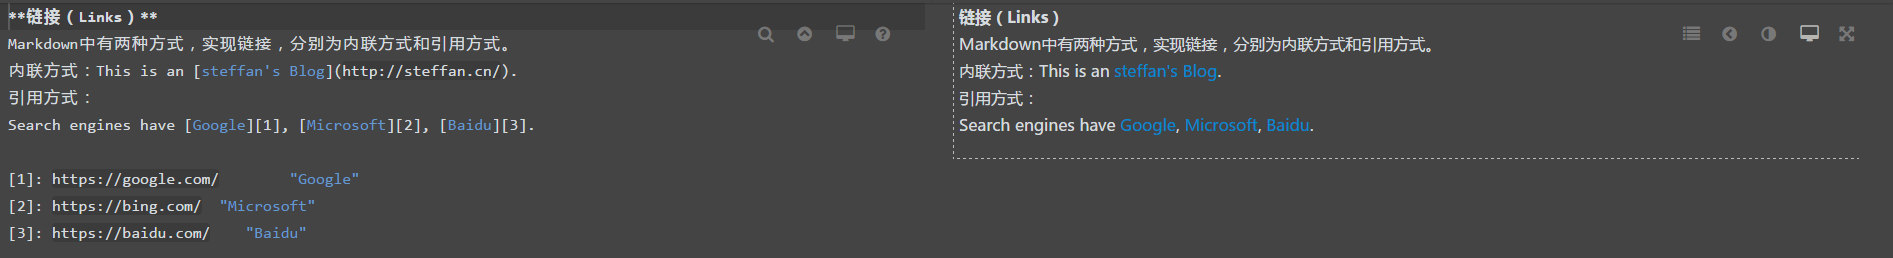 **链接（Links）**
Markdown中有两种方式，实现链接，分别为内联方式和引用方式。
内联方式：This is an [steffan's Blog](http://steffan.cn/).
引用方式：
Search engines have [Google][1], [Microsoft][2], [Baidu][3].
[1]: https://google.com/        "Google"
[2]: https://bing.com/  "Microsoft"
[3]: https://baidu.com/    "Baidu"
链接（Links）
Markdown中有两种方式，实现链接，分别为内联方式和引用方式。
内联方式：This is an steffan's Blog.
引用方式：
Search engines have Google, Microsoft, Baidu.